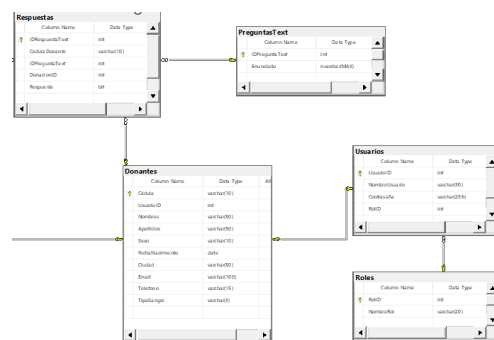 Respuestas
Column Name Data Type
IDRespuestaText int
Cedula Donante varchar(10)
IDPreguntaText int
DonacionID int
Respuesta bit
PreguntasText
Column Name Data Type
IDPreguntaText int
Enunciado nvarchar(MAX)
Donantes
Column Name Data Type All
Cedula varchar(10)
UsuarioID int
Nombres varchar(50)
Apellidos varchar(50)
Sexo varchar(10)
FechaNacimiento date
Ciudad varchar(50)
Email varchar(100)
Telefono varchar(15)
TipoSangre varchar(3)
Usuarios
Column Name Data Type
UsuarioID int
NombreUsuario varchar(50)
Contraseña varchar(256)
RolID int
Roles
Column Name Data Type
RolID int
NombreRol varchar(20)